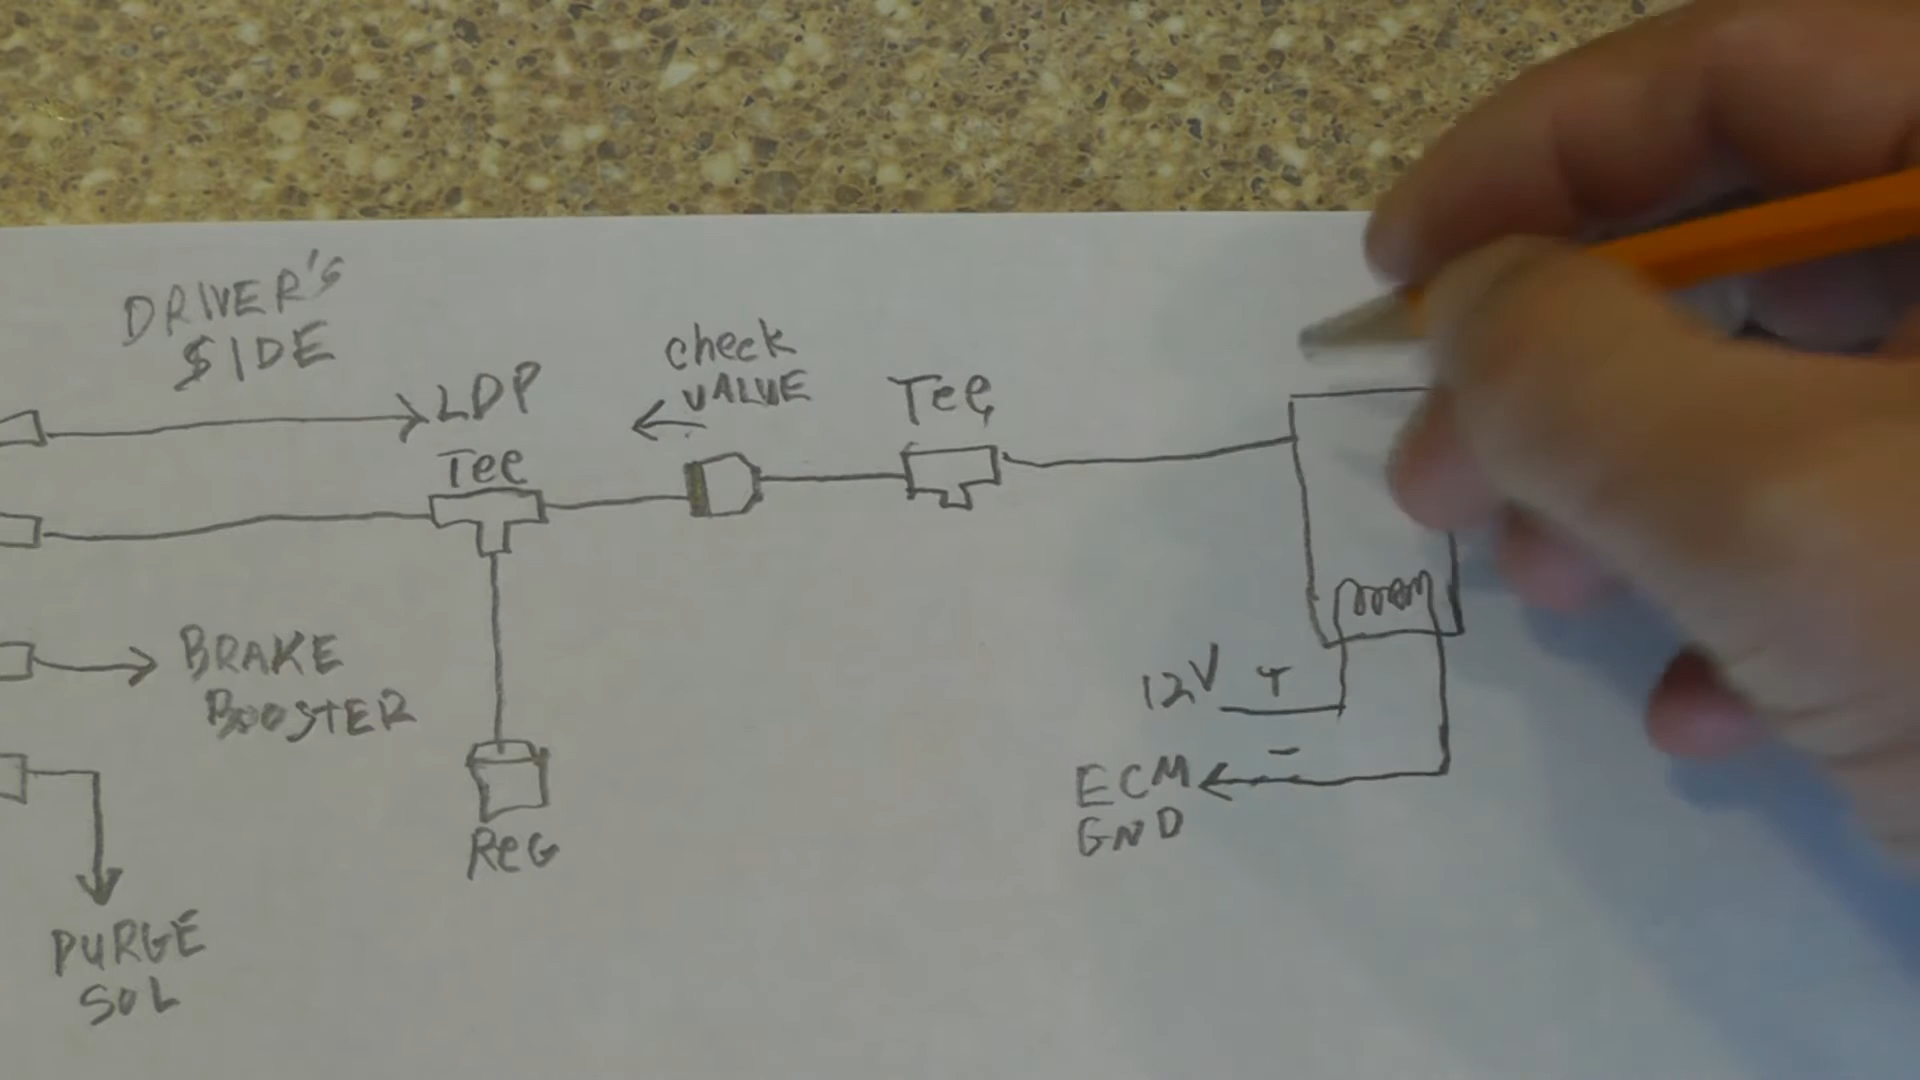 DRIVER'S
SIDE
LDP
Tee
check
VALVE
Tee
BRAKE
BOOSTER
REG
PURGE
SOL
12V +
-
ECM
GND